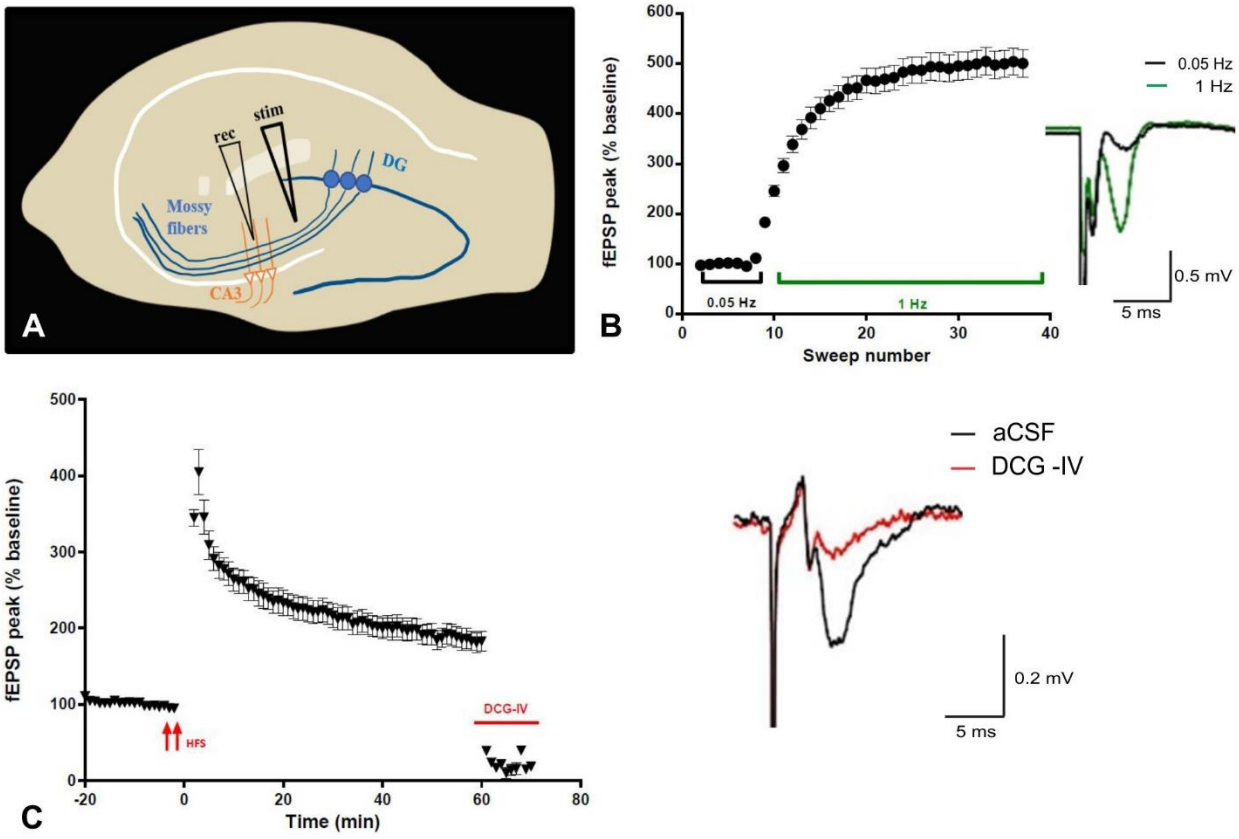 rec
stim
DG
Mossy
fibers
CA3
A
600
500
400
300
200
100
0
fEPSP peak (% baseline)
0.05 Hz
1 Hz
0 10 20 30 40
Sweep number
0.05 Hz
1 Hz
0.5 mV
5 ms
B
500
400
300
200
100
0
fEPSP peak (% baseline)
HFS
DCG-IV
-20 0 20 40 60 80
Time (min)
C
aCSF
DCG -IV
0.2 mV
5 ms